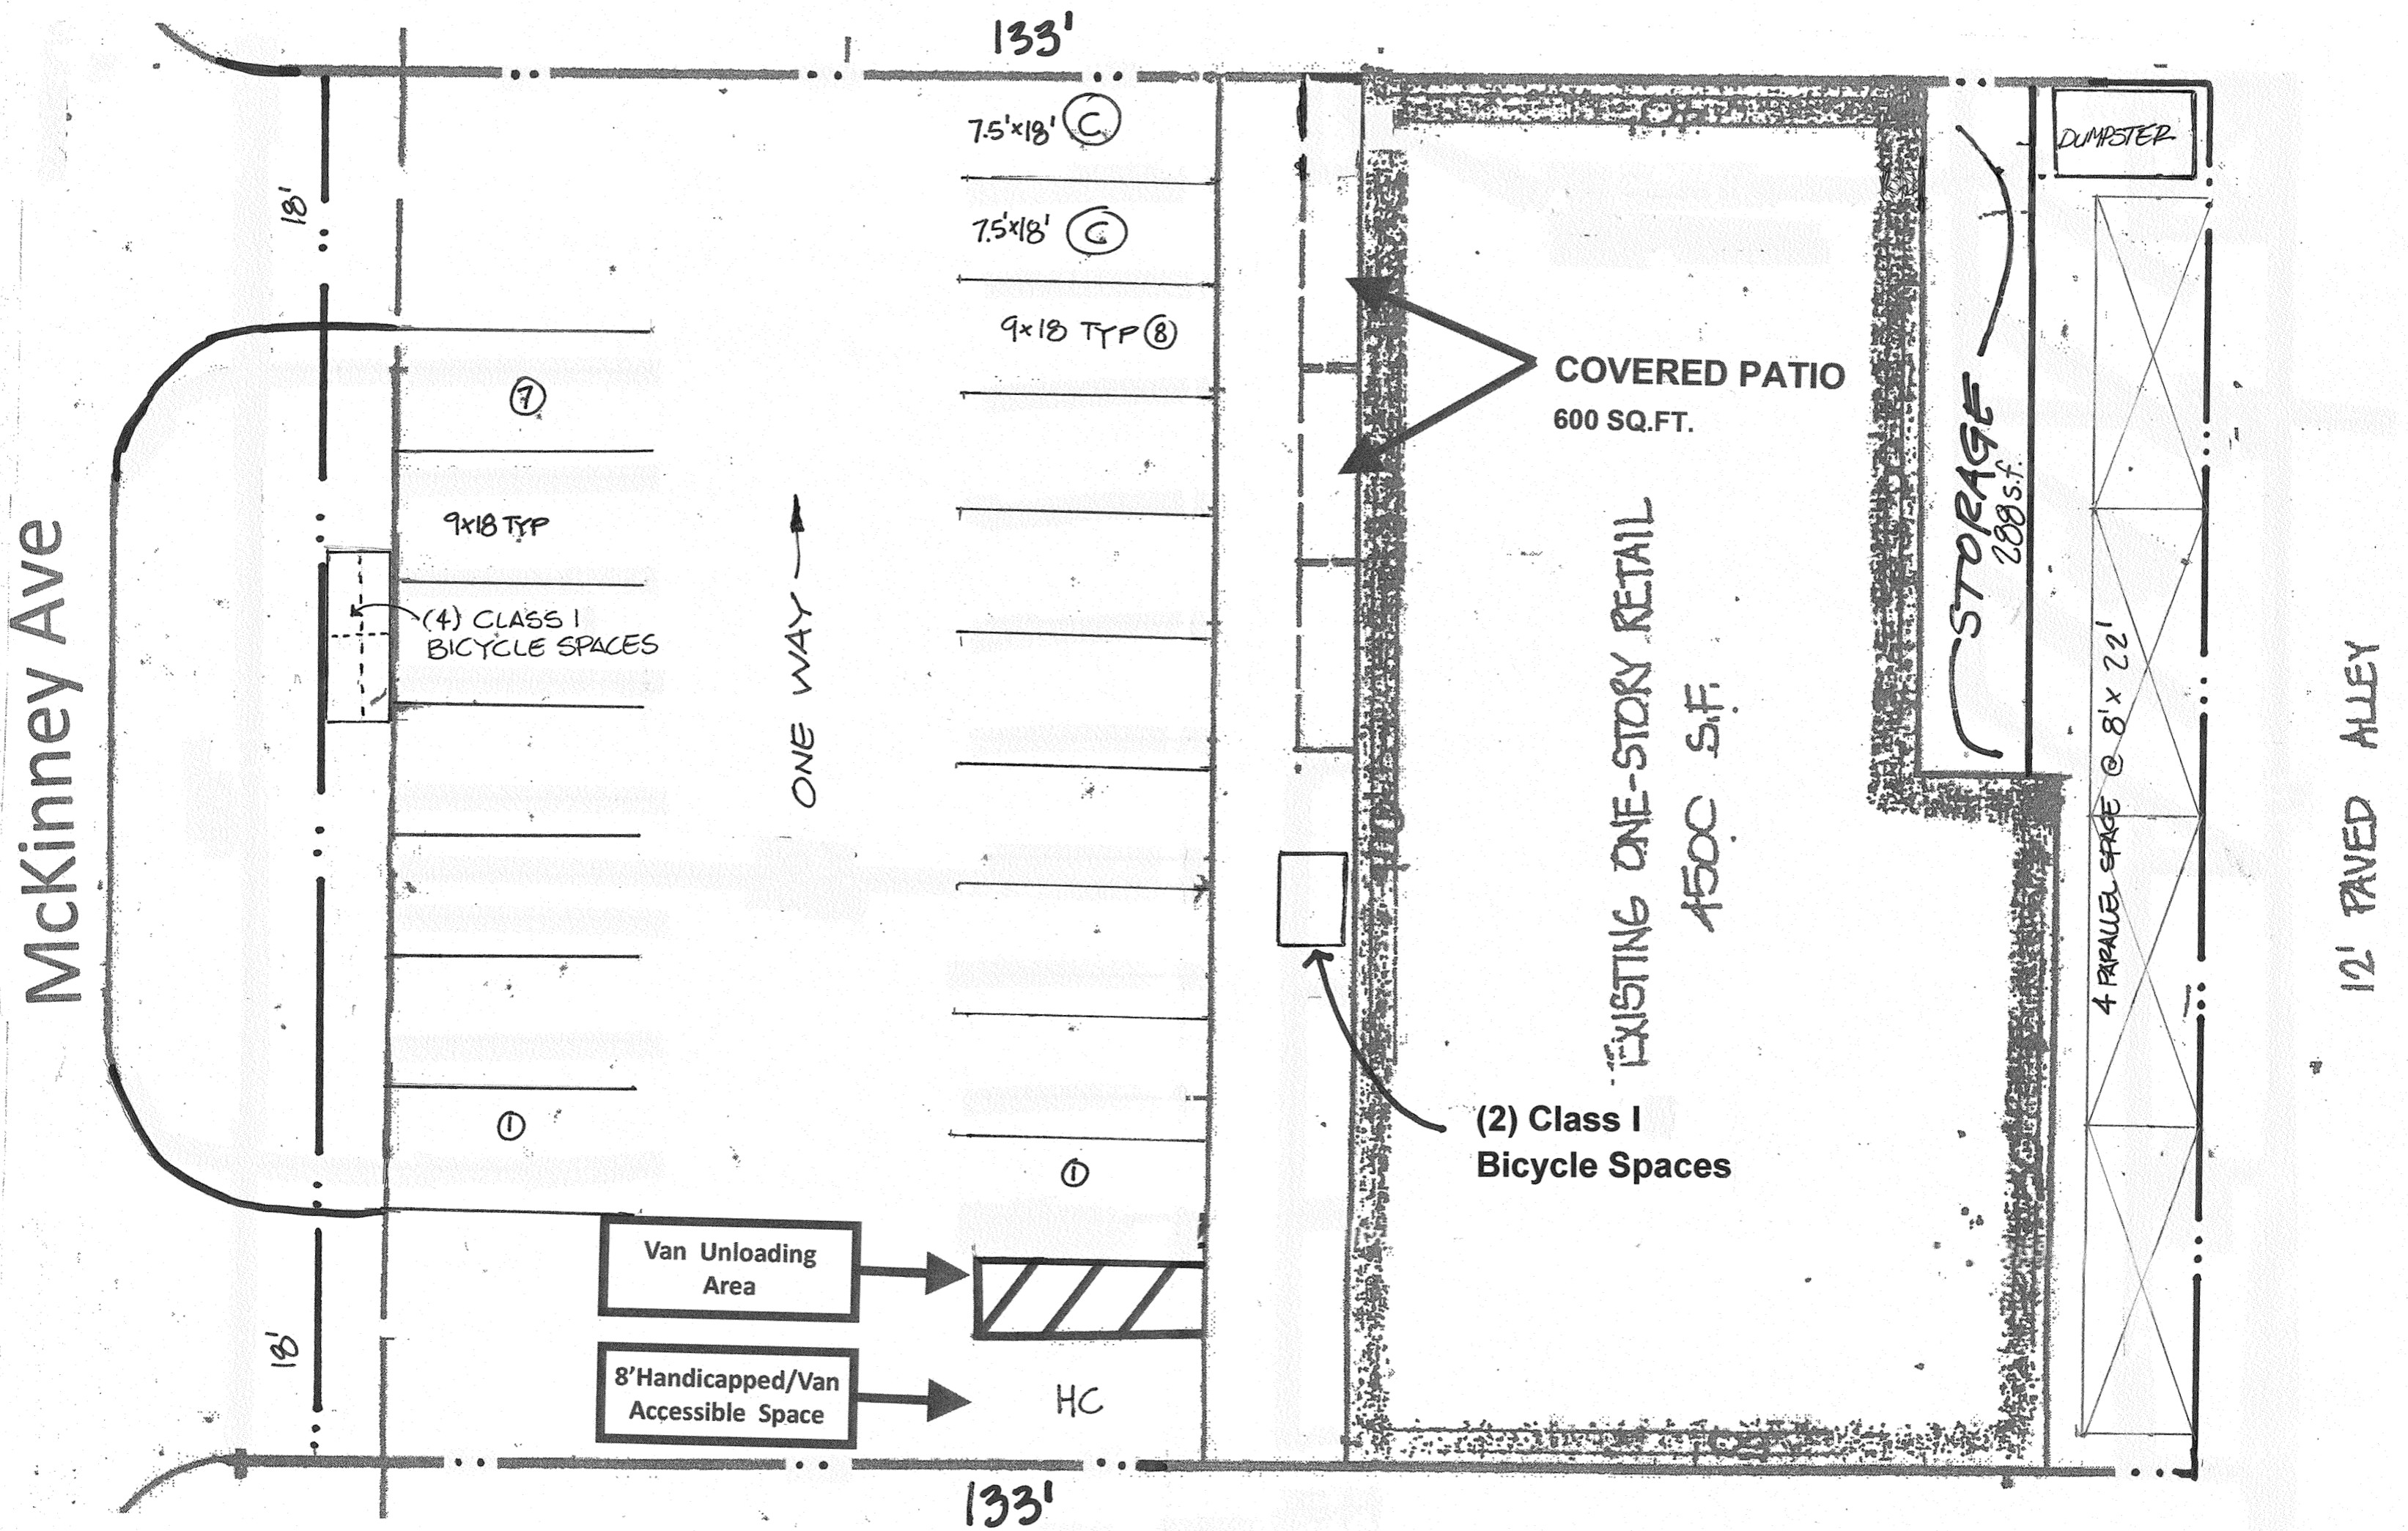 133'
7.5'x18' C
7.5'x18' C
9x18 TYP 8
18'
7
9x18 TYP
(4) CLASS I
BICYCLE SPACES
ONE WAY
1
1
McKinney Ave
COVERED PATIO
600 SQ.FT.
EXISTING ONE-STORY RETAIL
4500 S.F.
(2) Class I
Bicycle Spaces
STORAGE
288 s.f.
DUMPSTER
4 PARALLEL SPACE @ 8' x 22'
12' PAVED ALLEY
Van Unloading
Area
8'Handicapped/Van
Accessible Space
HC
18'
133'